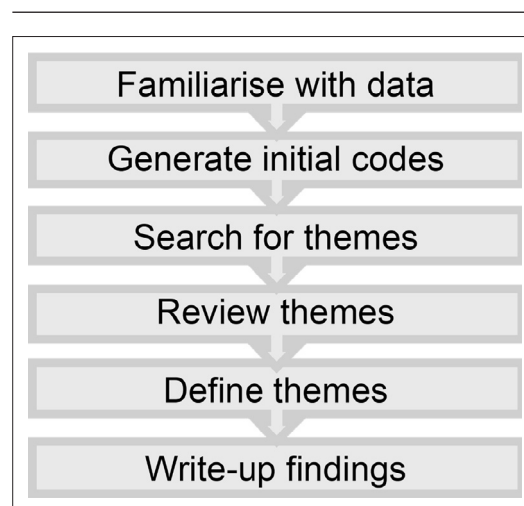 Familiarise with data
Generate initial codes
Search for themes
Review themes
Define themes
Write-up findings